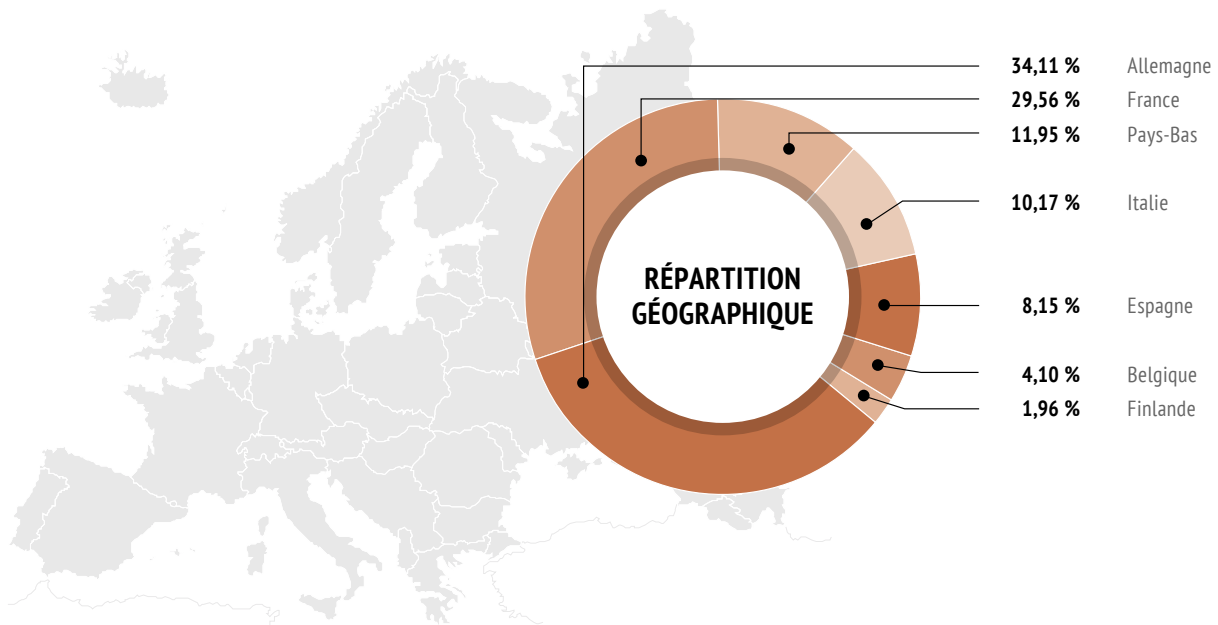 34,11 % Allemagne
29,56 % France
11,95 % Pays-Bas
10,17 % Italie
RÉPARTITION
GÉOGRAPHIQUE
8,15 % Espagne
4,10 % Belgique
1,96 % Finlande